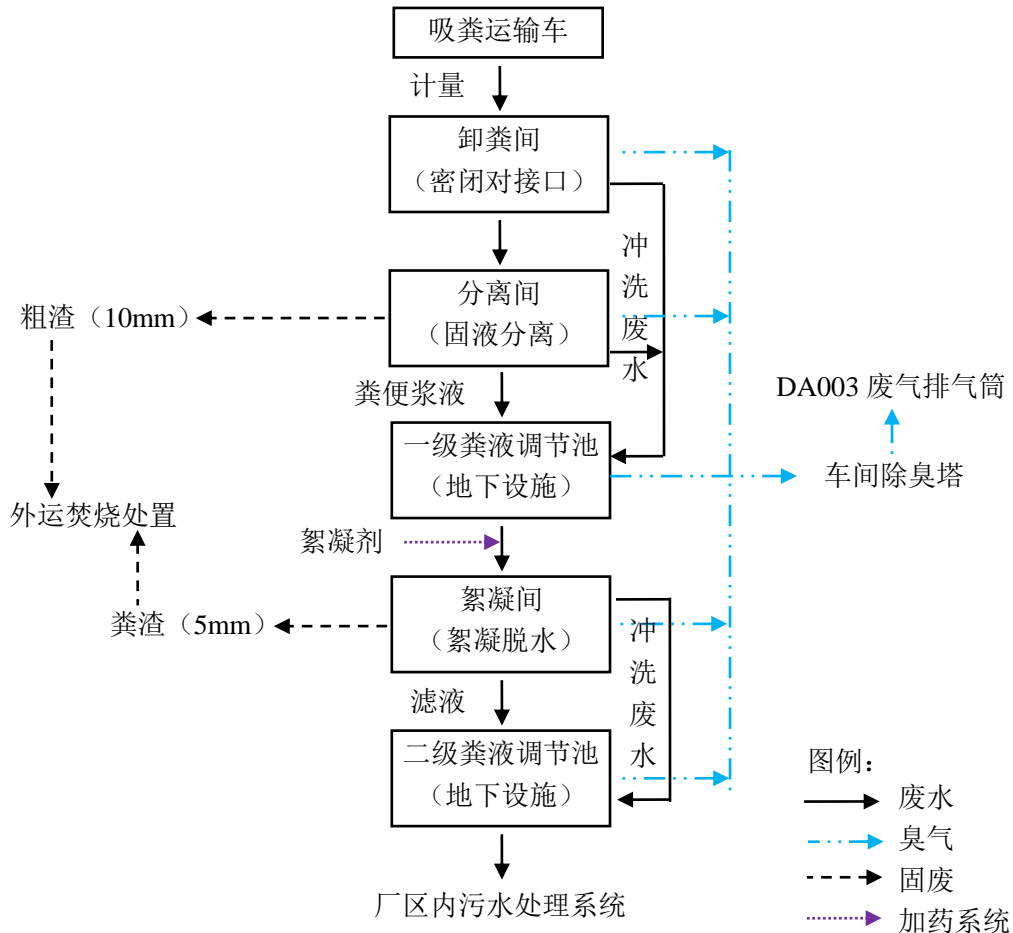 吸粪运输车
计量
卸粪间
（密闭对接口）
冲洗废水
分离间
（固液分离）
粗渣（10mm）
粪便浆液
DA003 废气排气筒
一级粪液调节池
（地下设施）
车间除臭塔
外运焚烧处置
絮凝剂
絮凝间
（絮凝脱水）
粪渣（5mm）
冲洗废水
滤液
二级粪液调节池
（地下设施）
厂区内污水处理系统
图例：
废水
臭气
固废
加药系统